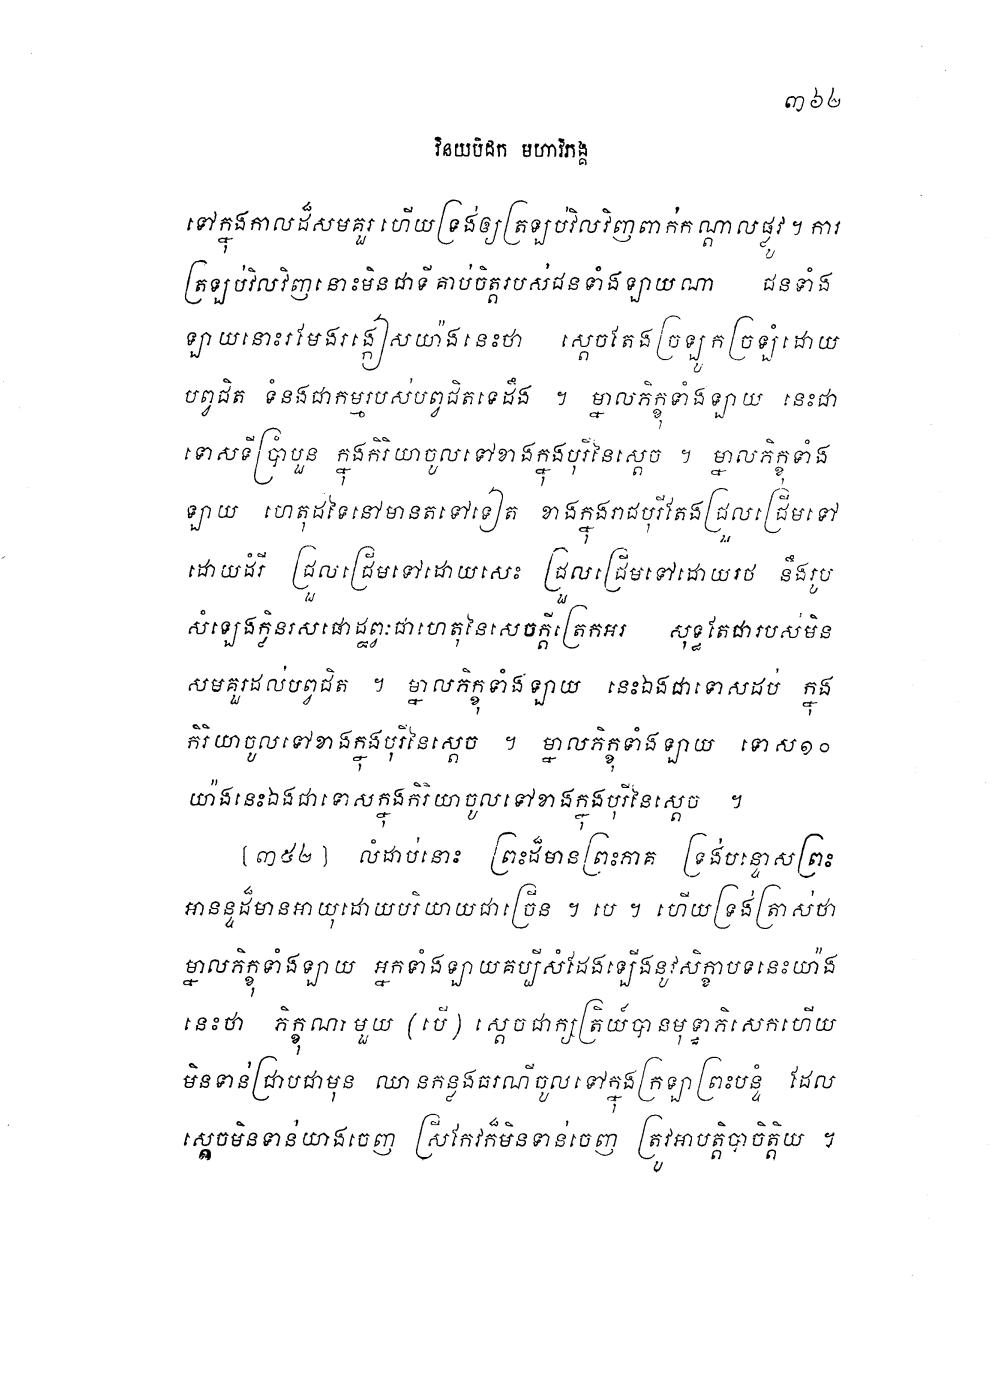 ៣៦២
វិនយបិដក មហាវិភង្គ
ទៅក្នុងកាលដ៏សមគួរ ហើយទ្រង់ឲ្យត្រឡប់វិលវិញពាក់កណ្តាលផ្លូវ ។ ការ
ត្រឡប់វិលវិញនោះមិនជាទីគាប់ចិត្តរបស់ជនទាំងឡាយណា ជនទាំង
ឡាយនោះរមែងរង្កៀសយ៉ាងនេះថា ស្តេចតែងច្រឡូកច្រឡំដោយ
បព្វជិត ទំនងជាកម្មរបស់បព្វជិតទេដឹង ។ ម្នាលភិក្ខុទាំងឡាយ នេះជា
ទោសទីប្រាំបួន ក្នុងកិរិយាចូលទៅខាងក្នុងបុរីនៃស្តេច ។ ម្នាលភិក្ខុទាំង
ឡាយ ហេតុដទៃនៅមានតទៅទៀត ខាងក្នុងរាជបុរីតែងជ្រួលជ្រើមទៅ
ដោយដំរី ជ្រួលជ្រើមទៅដោយសេះ ជ្រួលជ្រើមទៅដោយរថ នឹងរូប
សំឡេងក្លិនរសផោដ្ឋព្វៈជាហេតុនៃសេចក្តីត្រេកអរ សុទ្ធតែជារបស់មិន
សមគួរដល់បព្វជិត ។ ម្នាលភិក្ខុទាំងឡាយ នេះឯងជាទោសដប់ ក្នុង
កិរិយាចូលទៅខាងក្នុងបុរីនៃស្តេច ។ ម្នាលភិក្ខុទាំងឡាយ ទោស១០
យ៉ាងនេះឯងជាទោសក្នុងកិរិយាចូលទៅខាងក្នុងបុរីនៃស្តេច ។
[៣៥២] លំដាប់នោះ ព្រះដ៏មានព្រះភាគ ទ្រង់បន្ទោសព្រះ
អានន្ទដ៏មានអាយុដោយបរិយាយជាច្រើន ។ បេ ។ ហើយទ្រង់ត្រាស់ថា
ម្នាលភិក្ខុទាំងឡាយ អ្នកទាំងឡាយគប្បីសំដែងឡើងនូវសិក្ខាបទនេះយ៉ាង
នេះថា ភិក្ខុណាមួយ (បើ) ស្តេចជាក្សត្រិយ៍បានមុទ្ធាភិសេកហើយ
មិនទាន់ជ្រាបជាមុន ឈានកន្លងធរណីចូលទៅក្នុងក្រឡាព្រះបន្ទំ ដែល
ស្តេចមិនទាន់យាងចេញ ស្រីកែវក៏មិនទាន់ចេញ ត្រូវអាបត្តិបាចិត្តិយ ។